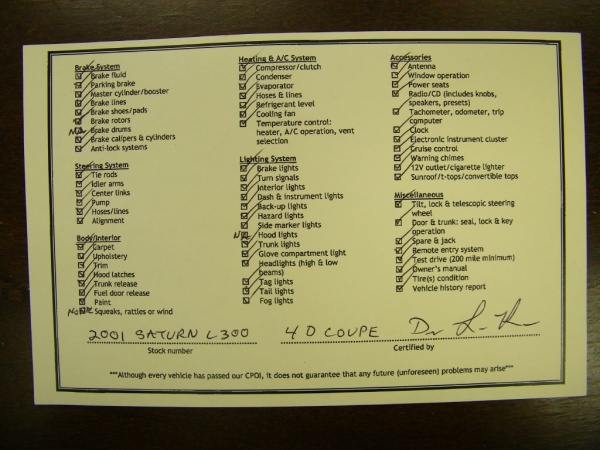 Brake System
Brake fluid
Parking brake
Master cylinder/booster
Brake lines
Brake shoes/pads
Brake rotors
Brake drums
Brake calipers & cylinders
Anti-lock systems
Steering System
Tie rods
Idler arms
Center links
Pump
Hoses/lines
Alignment
Body/Interior
Carpet
Upholstery
Trim
Hood latches
Trunk release
Fuel door release
Paint
NONE Squeaks, rattles or wind
Heating & A/C System
Compressor/clutch
Condenser
Evaporator
Hoses & lines
Refrigerant level
Cooling fan
Temperature control:
heater, A/C operation, vent
selection
Lighting System
Brake lights
Turn signals
Interior lights
Dash & instrument lights
Back-up lights
Hazard lights
Side marker lights
Hood lights
Trunk lights
Glove compartment light
Headlights (high & low
beams)
Tag lights
Tail lights
Fog lights
Accessories
Antenna
Window operation
Power seats
Radio/CD (includes knobs,
speakers, presets)
Tachometer, odometer, trip
computer
Clock
Electronic instrument cluster
Cruise control
Warning chimes
12V outlet/cigarette lighter
Sunroof/t-tops/convertible tops
Miscellaneous
Tilt, lock & telescopic steering
wheel
Door & trunk: seal, lock & key
operation
Spare & jack
Remote entry system
Test drive (200 mile minimum)
Owner's manual
Tire(s) condition
Vehicle history report
2001 SATURN L300 4 D COUPE
Stock number Certified by
***Although every vehicle has passed our CPOI, it does not guarantee that any future (unforeseen) problems may arise***